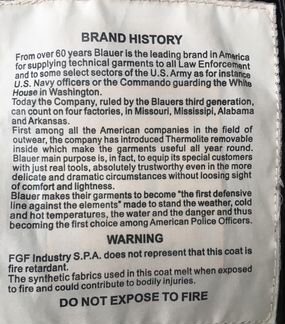 BRAND HISTORY
From over 60 years Blauer is the leading brand in America
for supplying technical garments to all Law Enforcement
and to some select sectors of the U.S. Army as for instance
U.S. Navy officers or the Commando guarding the White
House in Washington.
Today the Company, ruled by the Blauers third generation,
can count on four factories, in Missouri, Mississipi, Alabama
and Arkansas.
First among all the American companies in the field of
outwear, the company has introduced Thermolite removable
inside which make the garments useful all year round.
Blauer main purpose is, in fact, to equip its special customers
with just real tools, absolutely trustworthy even in the more
delicate and dramatic circumstances without loosing sight
of comfort and lightness.
Blauer makes their garments to become "the first defensive
line against the elements" made to stand the weather, cold
and hot temperatures, the water and the danger and thus
becoming the first choice among American Police Officers.
WARNING
FGF Industry S.P.A. does not represent that this coat is
fire retardant.
The synthetic fabrics used in this coat melt when exposed
to fire and could contribute to bodily injuries.
DO NOT EXPOSE TO FIRE